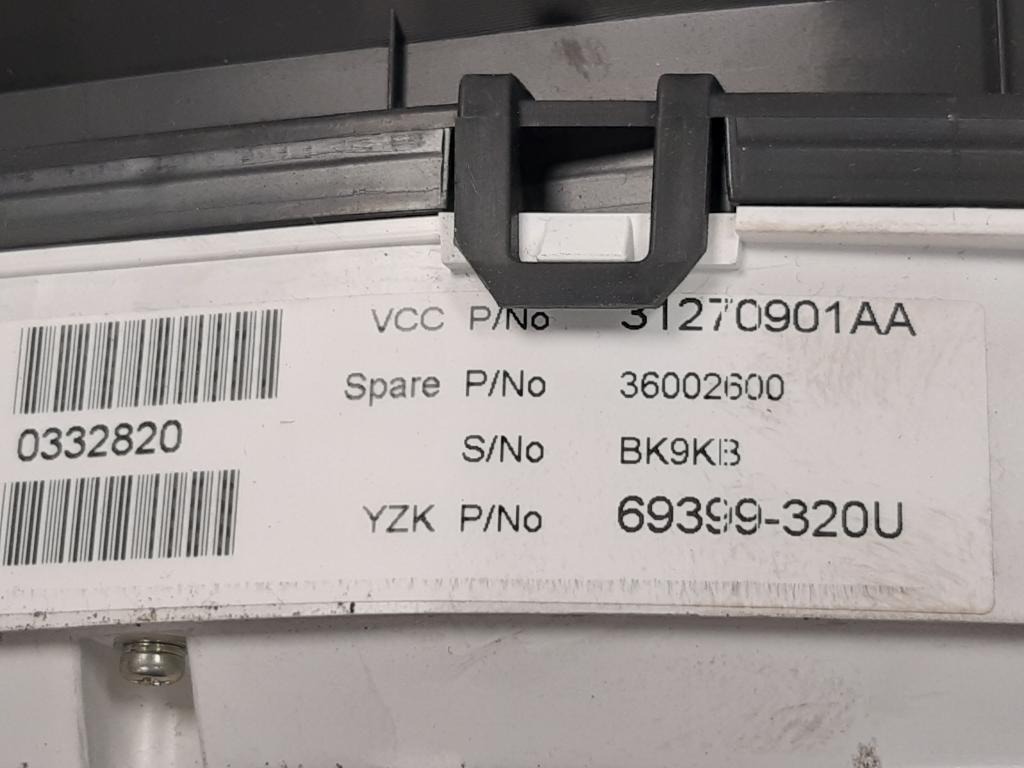 VCC P/No 31270901AA
Spare P/No 36002600
0332820
S/No BK9KB
YZK P/No 69399-320U